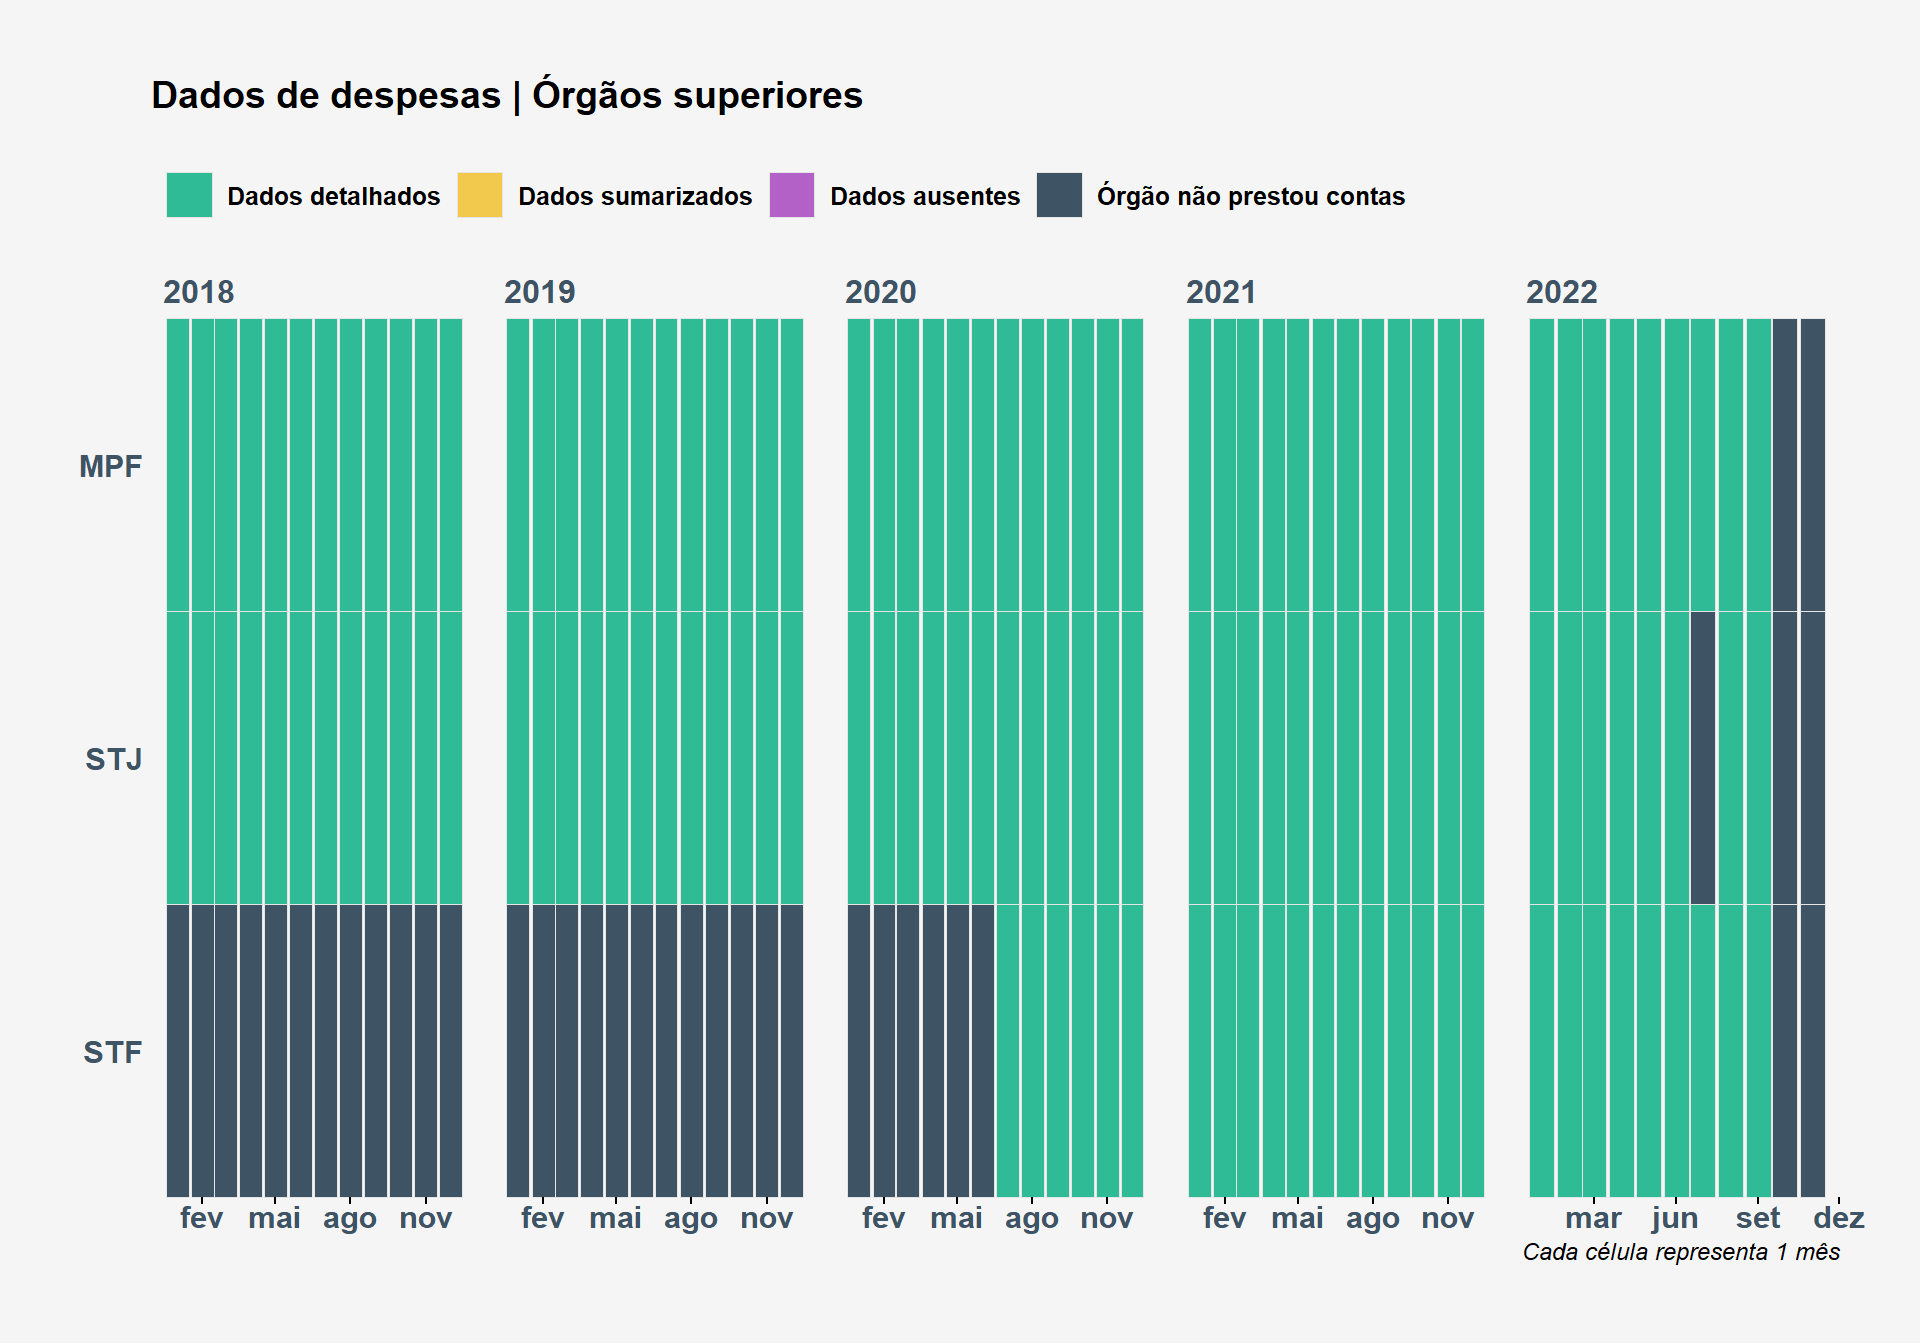 Dados de despesas | Órgãos superiores
Dados detalhados Dados sumarizados Dados ausentes Órgão não prestou contas
2018 2019 2020 2021 2022
MPF
STJ
STF
fev mai ago nov fev mai ago nov fev mai ago nov fev mai ago nov mar jun set dez
Cada célula representa 1 mês